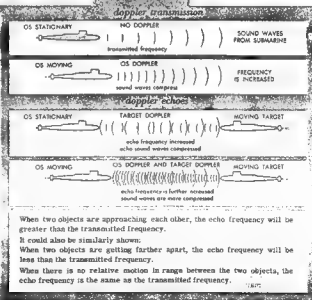 doppler transmission
OS STATIONARY NO DOPPLER
SOUND WAVES
FROM SUBMARINE
transmitted frequency
OS MOVING OS DOPPLER
FREQUENCY
IS INCREASED
sound waves compress
doppler echoes
OS STATIONARY TARGET DOPPLER MOVING TARGET
echo frequency increased
echo sound waves compressed
OS MOVING OS DOPPLER AND TARGET DOPPLER MOVING TARGET
echo frequency is further increased
sound waves are more compressed
When two objects are approaching each other, the echo frequency will be
greater than the transmitted frequency.
It could also be similarly shown:
When two objects are getting farther apart, the echo frequency will be
less than the transmitted frequency.
When there is no relative motion in range between the two objects, the
echo frequency is the same as the transmitted frequency.